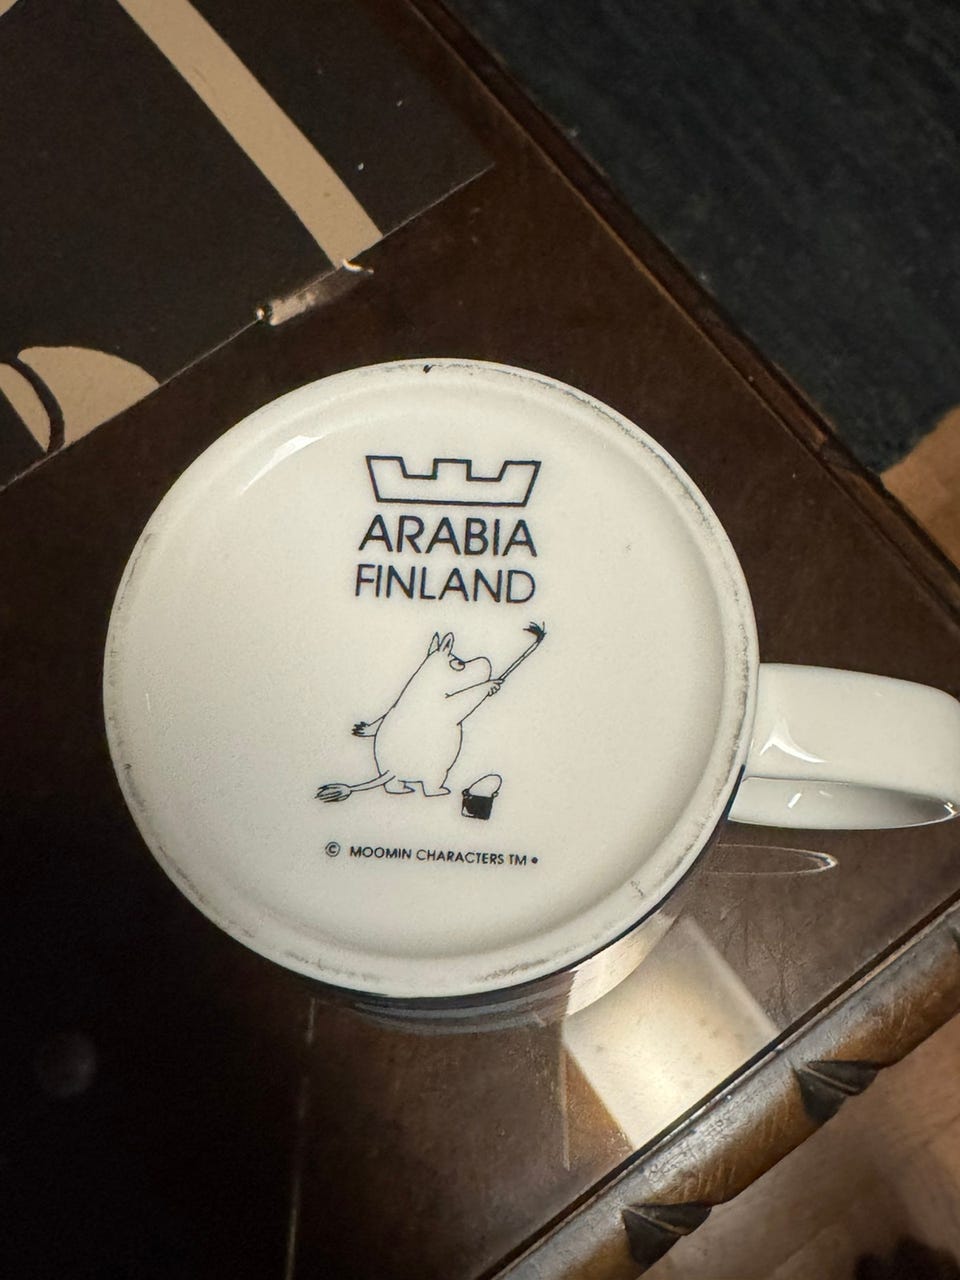 ARABIA
FINLAND
© MOOMIN CHARACTERS TM •